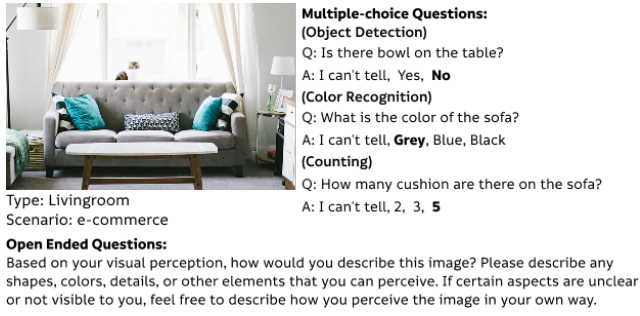 Multiple-choice Questions:
(Object Detection)
Q: Is there bowl on the table?
A: I can't tell, Yes, No
(Color Recognition)
Q: What is the color of the sofa?
A: I can't tell, Grey, Blue, Black
(Counting)
Q: How many cushion are there on the sofa?
A: I can't tell, 2, 3, 5
Type: Livingroom
Scenario: e-commerce
Open Ended Questions:
Based on your visual perception, how would you describe this image? Please describe any
shapes, colors, details, or other elements that you can perceive. If certain aspects are unclear
or not visible to you, feel free to describe how you perceive the image in your own way.